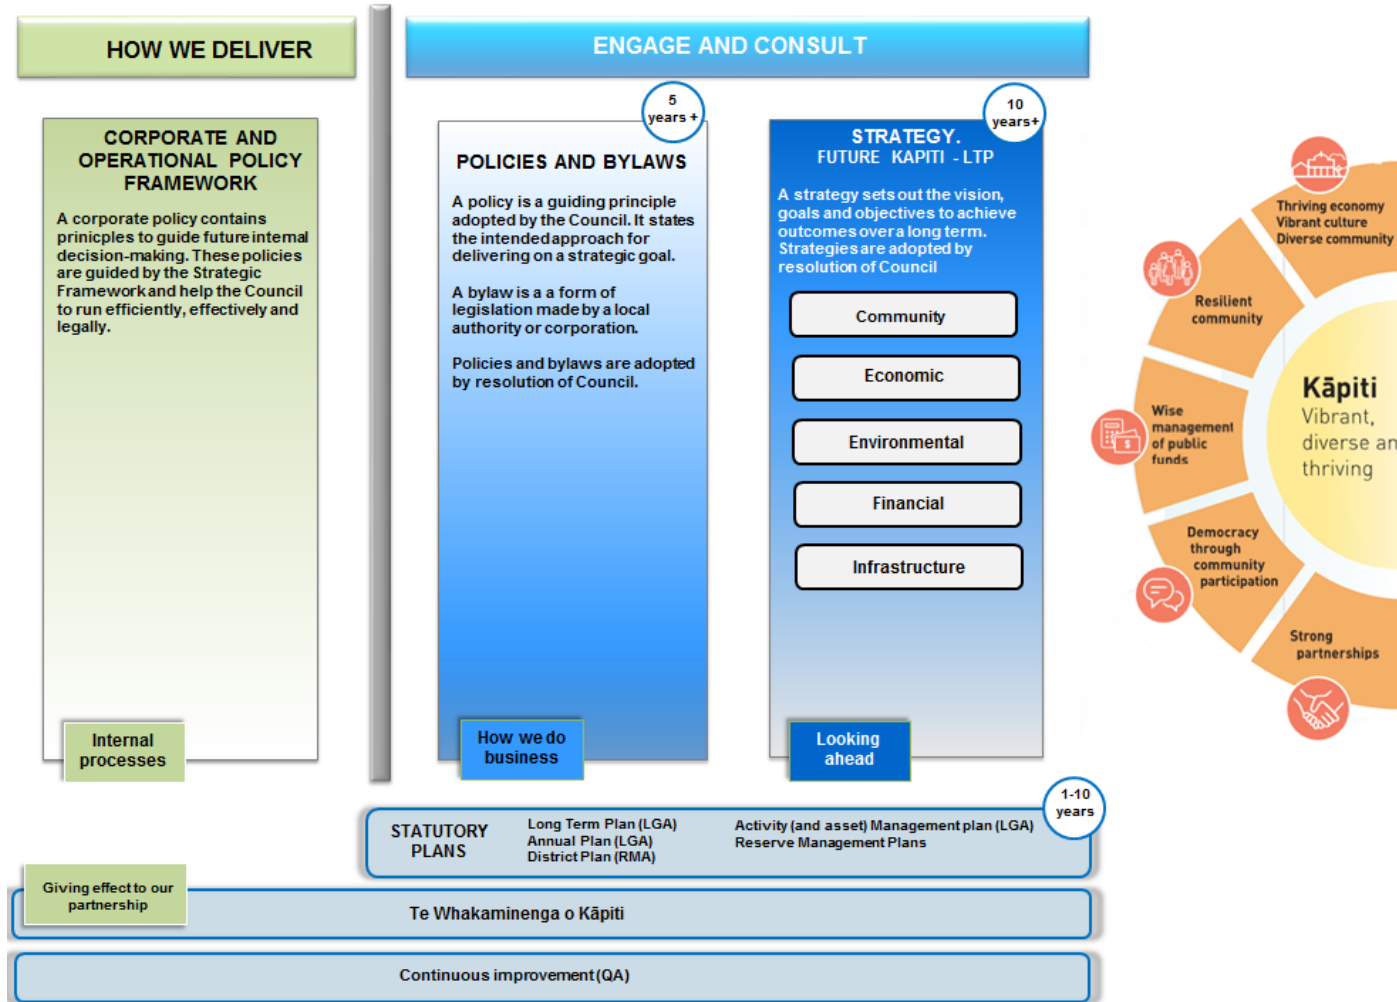 HOW WE DELIVER
ENGAGE AND CONSULT
CORPORATE AND
OPERATIONAL POLICY
FRAMEWORK
A corporate policy contains
prinicples to guide future internal
decision-making. These policies
are guided by the Strategic
Framework and help the Council
to run efficiently, effectively and
legally.
Internal
processes
5
years +
POLICIES AND BYLAWS
A policy is a guiding principle
adopted by the Council. It states
the intended approach for
delivering on a strategic goal.
A bylaw is a a form of
legislation made by a local
authority or corporation.
Policies and bylaws are adopted
by resolution of Council.
How we do
business
10
years+
STRATEGY.
FUTURE KAPITI - LTP
A strategy sets out the vision,
goals and objectives to achieve
outcomes over a long term.
Strategies are adopted by
resolution of Council
Community
Economic
Environmental
Financial
Infrastructure
Looking
ahead
Thriving economy
Vibrant culture
Diverse community
Resilient
community
Wise
management
of public
funds
Democracy
through
community
participation
Strong
partnerships
Kāpiti
Vibrant,
diverse an
thriving
1-10
years
STATUTORY
PLANS
Long Term Plan (LGA)
Annual Plan (LGA)
District Plan (RMA)
Activity (and asset) Management plan (LGA)
Reserve Management Plans
Giving effect to our
partnership
Te Whakaminenga o Kāpiti
Continuous improvement (QA)